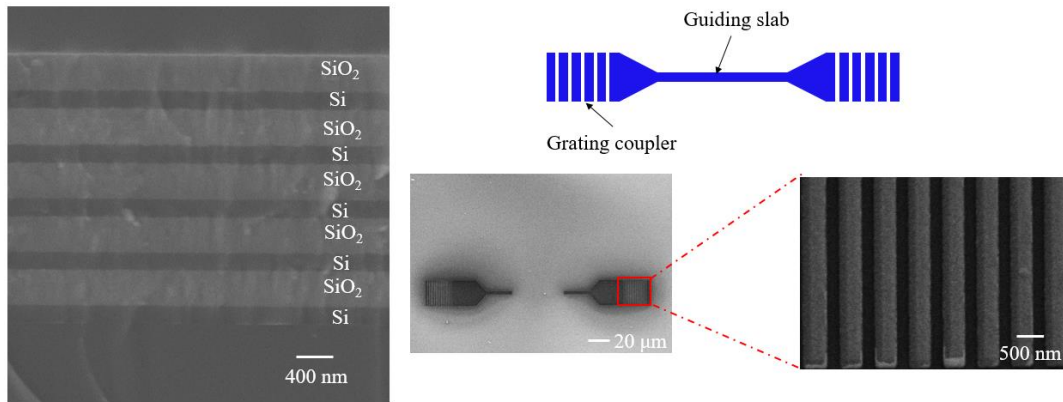 SiO₂
Si
SiO₂
Si
SiO₂
Si
SiO₂
Si
SiO₂
Si
400 nm
Guiding slab
Grating coupler
20 μm
500 nm